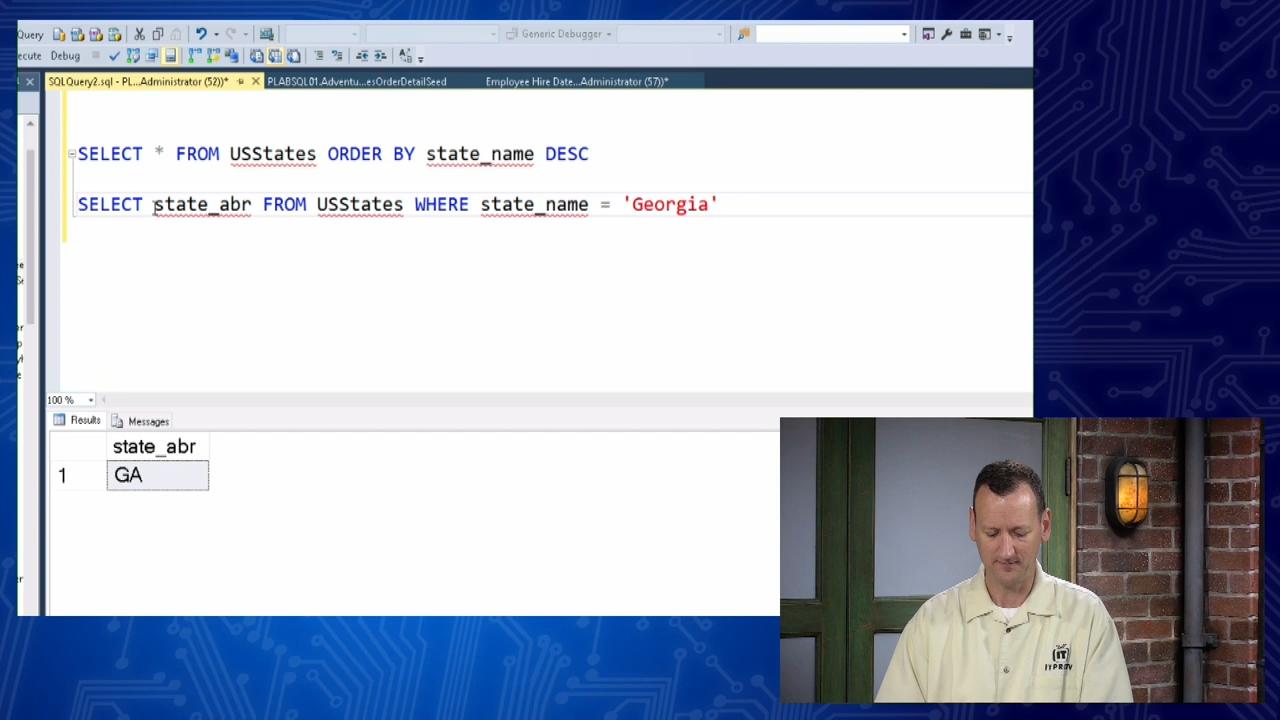 Query
Generic Debugger
ecute Debug
SQLQuery2.sql - PL...Administrator (52))*
PLABSQL01.Adventu...esOrderDetailSeed
Employee Hire Date...Administrator (57))*
SELECT * FROM USStates ORDER BY state_name DESC
SELECT state_abr FROM USStates WHERE state_name = 'Georgia'
100 %
Results
Messages
state_abr
1 GA
IT
ITPROTV